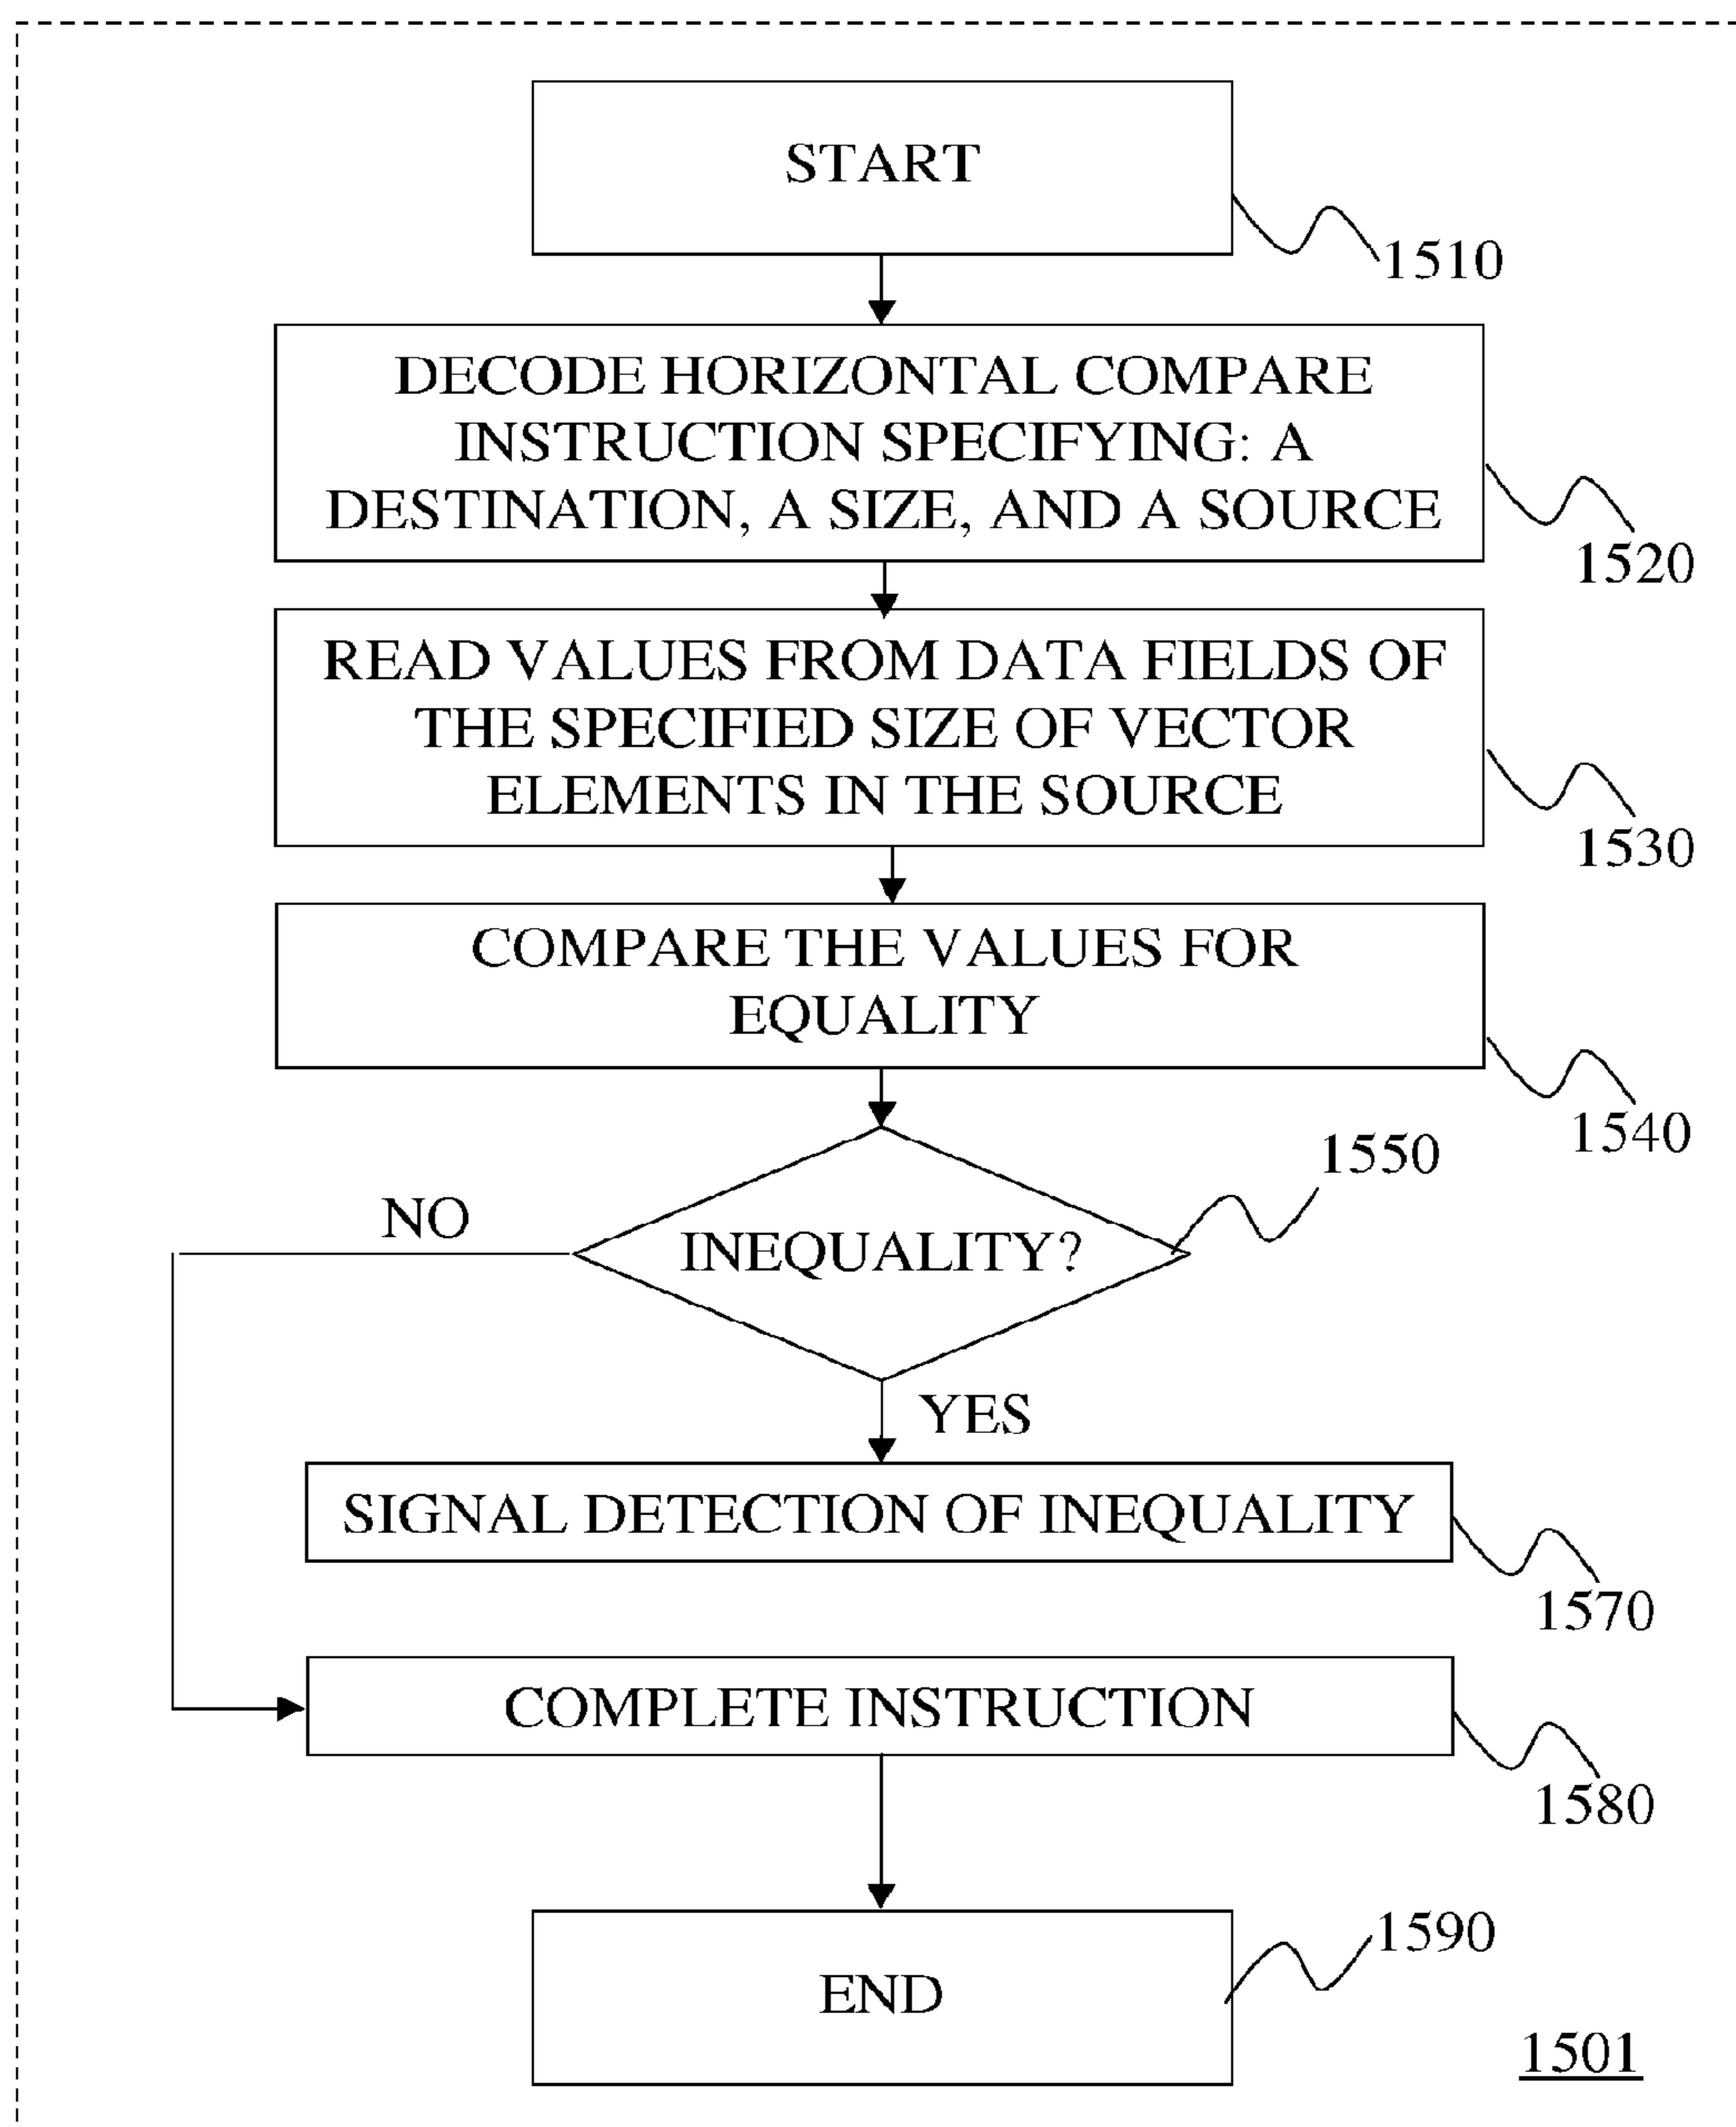 START
1510
DECODE HORIZONTAL COMPARE
INSTRUCTION SPECIFYING: A
DESTINATION, A SIZE, AND A SOURCE
1520
READ VALUES FROM DATA FIELDS OF
THE SPECIFIED SIZE OF VECTOR
ELEMENTS IN THE SOURCE
1530
COMPARE THE VALUES FOR
EQUALITY
1540
1550
NO
INEQUALITY?
YES
SIGNAL DETECTION OF INEQUALITY
1570
COMPLETE INSTRUCTION
1580
1590
END
1501